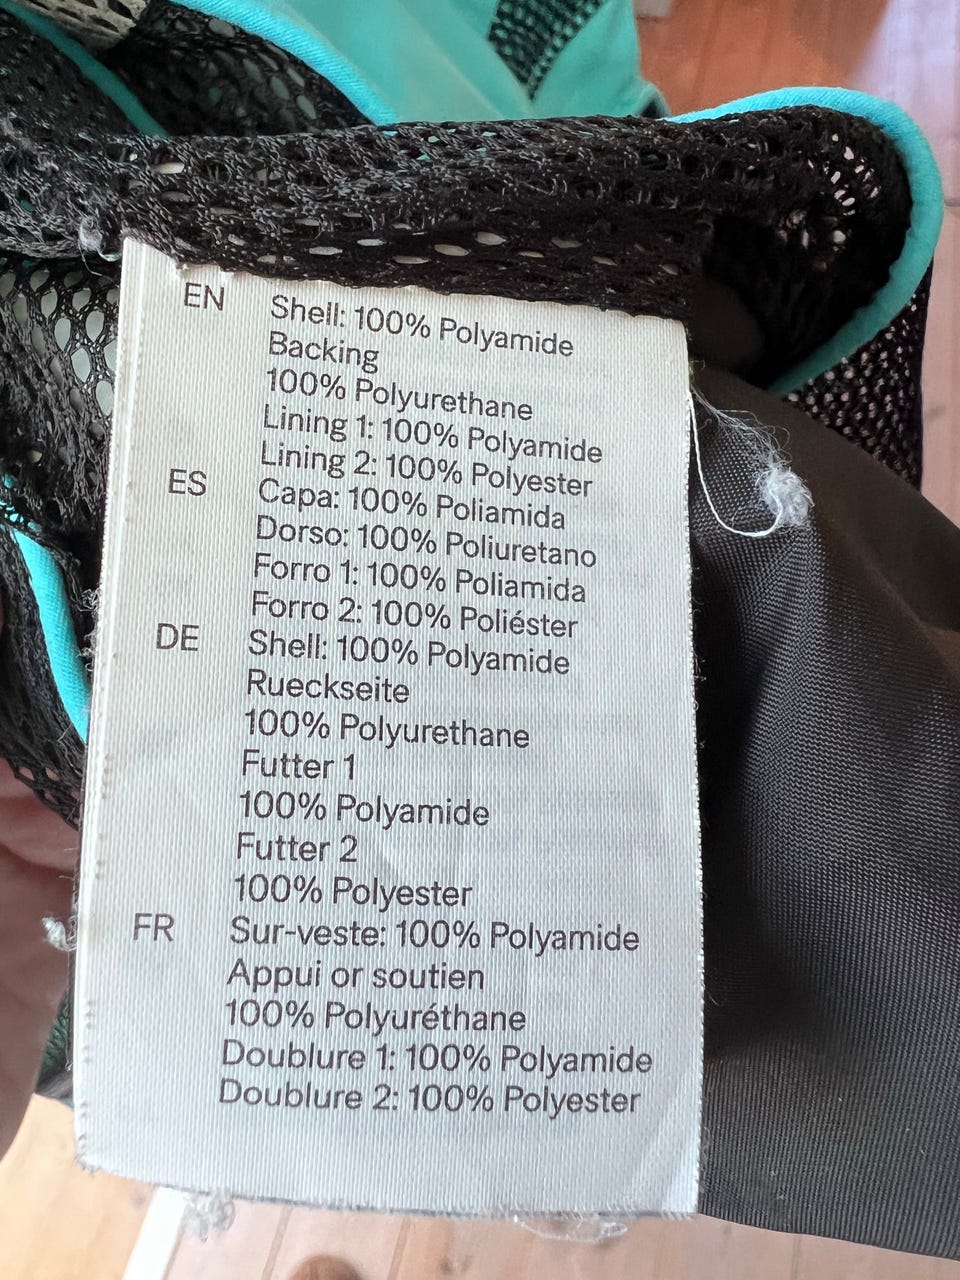 EN Shell: 100% Polyamide
Backing
100% Polyurethane
Lining 1: 100% Polyamide
Lining 2: 100% Polyester
ES Capa: 100% Poliamida
Dorso: 100% Poliuretano
Forro 1: 100% Poliamida
Forro 2: 100% Poliéster
DE Shell: 100% Polyamide
Rueckseite
100% Polyurethane
Futter 1
100% Polyamide
Futter 2
100% Polyester
FR Sur-veste: 100% Polyamide
Appui or soutien
100% Polyuréthane
Doublure 1: 100% Polyamide
Doublure 2: 100% Polyester